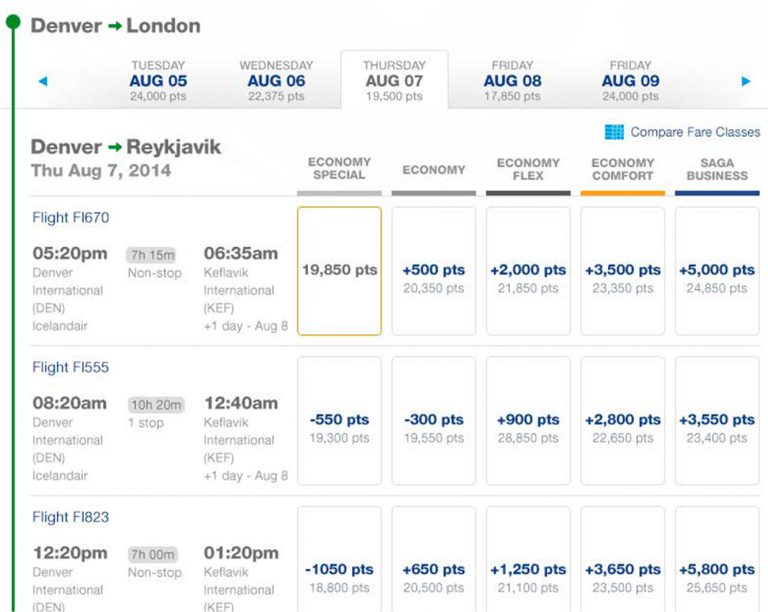 Denver → London
TUESDAY
AUG 05
24,000 pts
WEDNESDAY
AUG 06
22,375 pts
THURSDAY
AUG 07
19,500 pts
FRIDAY
AUG 08
17,850 pts
FRIDAY
AUG 09
24,000 pts
Compare Fare Classes
Denver → Reykjavik
Thu Aug 7, 2014
ECONOMY
SPECIAL
ECONOMY
ECONOMY
FLEX
ECONOMY
COMFORT
SAGA
BUSINESS
Flight FI670
05:20pm
Denver
International
(DEN)
Icelandair
7h 15m
Non-stop
06:35am
Keflavik
International
(KEF)
+1 day - Aug 8
19,850 pts
+500 pts
20,350 pts
+2,000 pts
21,850 pts
+3,500 pts
23,350 pts
+5,000 pts
24,850 pts
Flight FI555
08:20am
Denver
International
(DEN)
Icelandair
10h 20m
1 stop
12:40am
Keflavik
International
(KEF)
+1 day - Aug 8
-550 pts
19,300 pts
-300 pts
19,550 pts
+900 pts
28,850 pts
+2,800 pts
22,650 pts
+3,550 pts
23,400 pts
Flight FI823
12:20pm
Denver
International
(DEN)
7h 00m
Non-stop
01:20pm
Keflavik
International
(KEF)
-1050 pts
18,800 pts
+650 pts
20,500 pts
+1,250 pts
21,100 pts
+3,650 pts
23,500 pts
+5,800 pts
25,650 pts